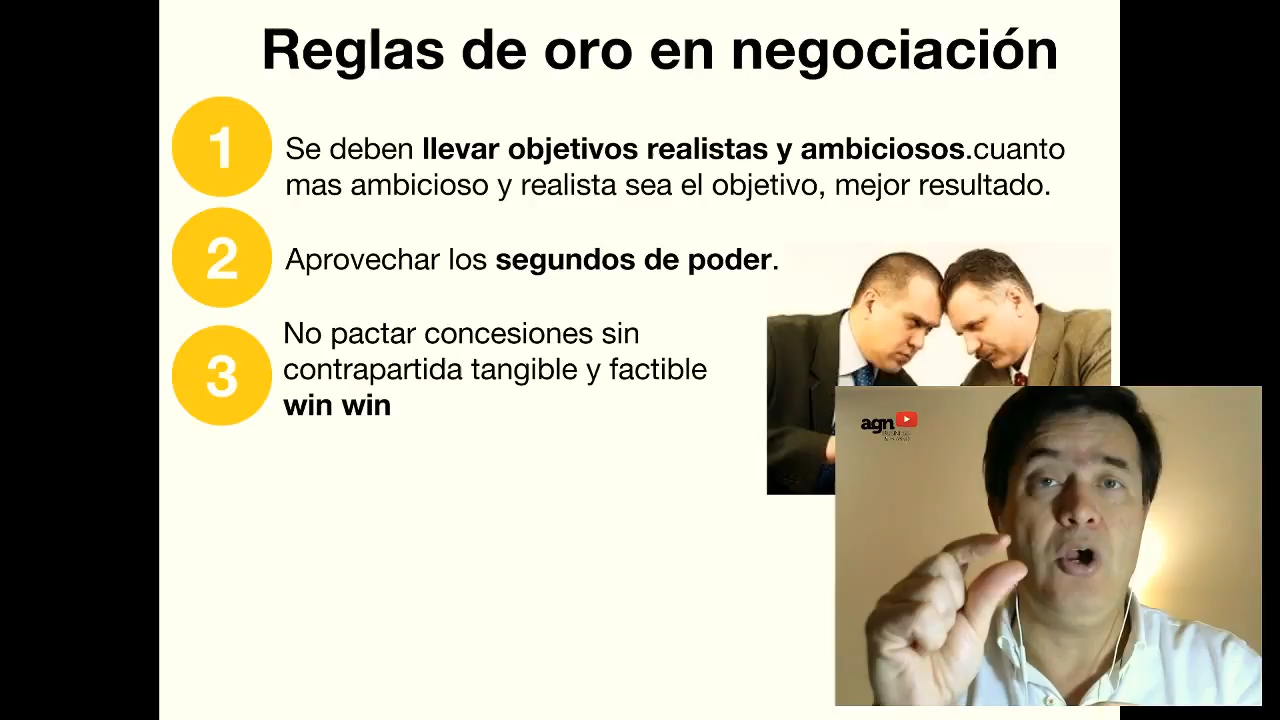 Reglas de oro en negociación
1
Se deben llevar objetivos realistas y ambiciosos.cuanto
mas ambicioso y realista sea el objetivo, mejor resultado.
2
Aprovechar los segundos de poder.
3
No pactar concesiones sin
contrapartida tangible y factible
win win
agn